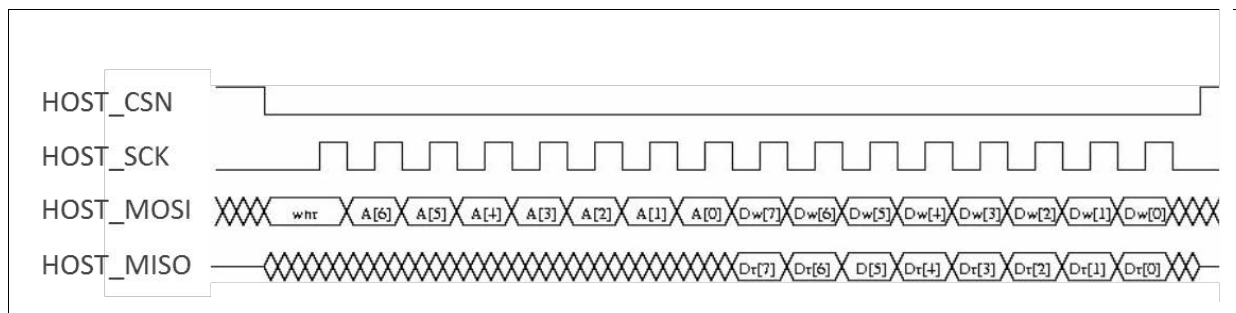 HOST_CSN
HOST_SCK
HOST_MOSI whr A[6] A[5] A[4] A[3] A[2] A[1] A[0] Dw[7] Dw[6] Dw[5] Dw[4] Dw[3] Dw[2] Dw[1] Dw[0]
HOST_MISO Dr[7] Dr[6] D[5] Dr[4] Dr[3] Dr[2] Dr[1] Dr[0]